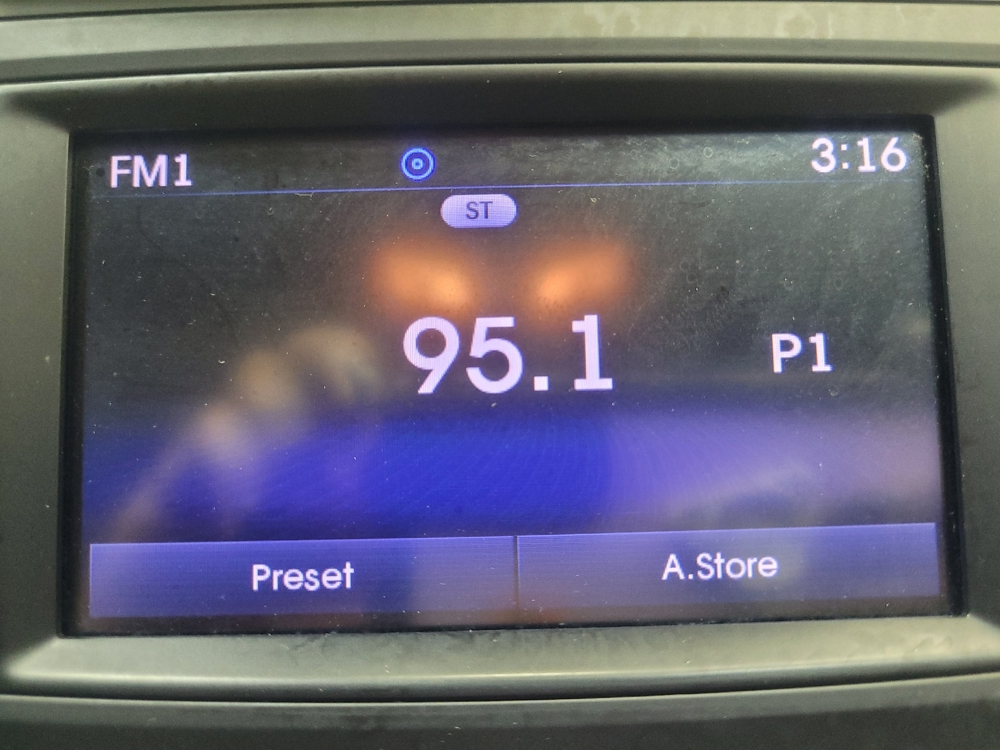 FM1 3:16
ST
95.1 P1
Preset A.Store